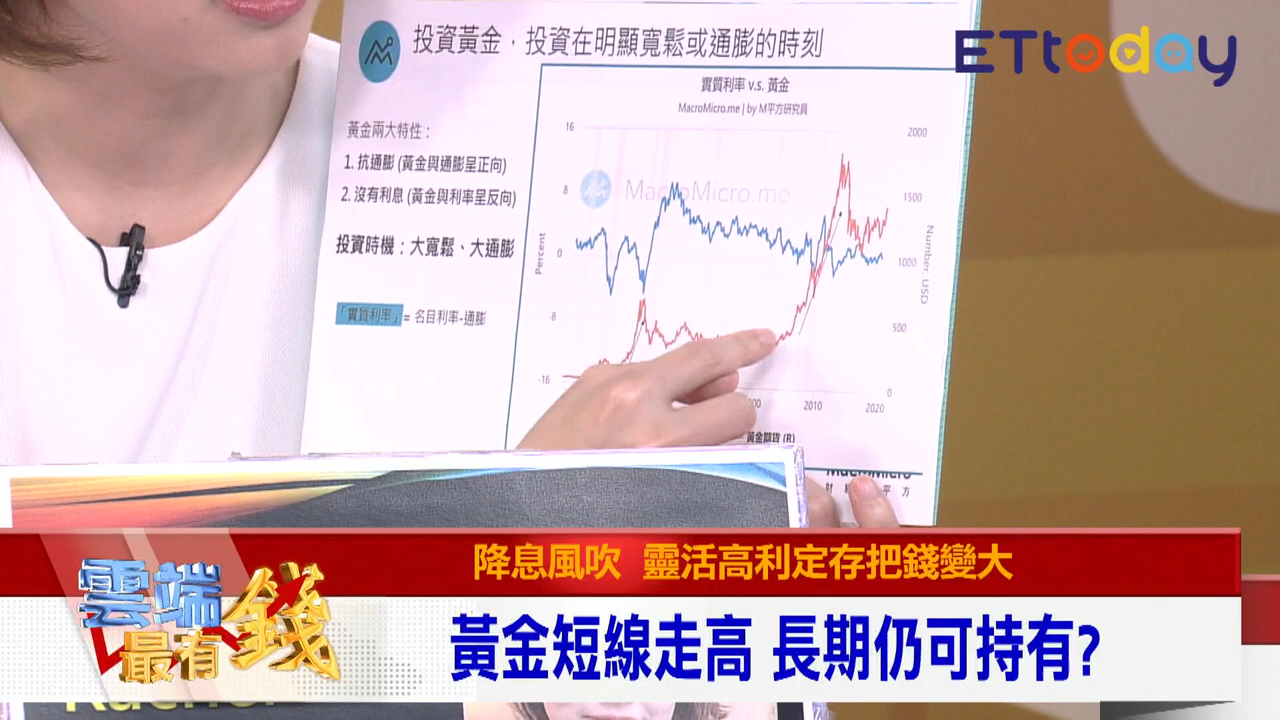 投資黃金，投資在明顯寬鬆或通膨的時刻
ETtoday
實質利率 v.s. 黃金
MacroMicro.me | by M平方研究員
黃金兩大特性：
1. 抗通膨 (黃金與通膨呈正向)
2. 沒有利息 (黃金與利率呈反向)
投資時機：大寬鬆、大通膨
「實質利率」= 名目利率-通膨
16
8
0
-8
-16
Percent
MacroMicro.me
2000
1500
1000
500
0
Number, USD
2010
2020
黃金期貨 (R)
MacroMicro
平方
降息風吹 靈活高利定存把錢變大
雲端最有錢
黃金短線走高 長期仍可持有?